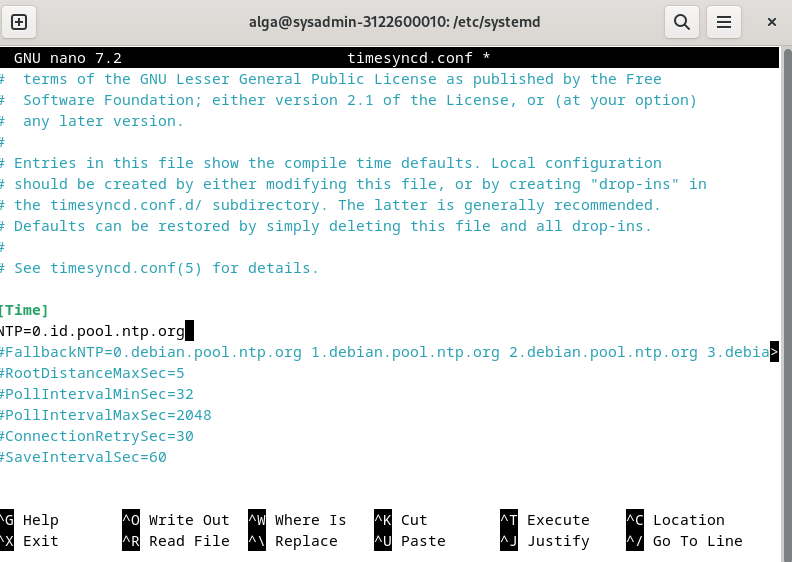 alga@sysadmin-3122600010: /etc/systemd
GNU nano 7.2 timesyncd.conf *
#  terms of the GNU Lesser General Public License as published by the Free
#  Software Foundation; either version 2.1 of the License, or (at your option)
#  any later version.
#
# Entries in this file show the compile time defaults. Local configuration
# should be created by either modifying this file, or by creating "drop-ins" in
# the timesyncd.conf.d/ subdirectory. The latter is generally recommended.
# Defaults can be restored by simply deleting this file and all drop-ins.
#
# See timesyncd.conf(5) for details.
[Time]
NTP=0.id.pool.ntp.org
#FallbackNTP=0.debian.pool.ntp.org 1.debian.pool.ntp.org 2.debian.pool.ntp.org 3.debia>
#RootDistanceMaxSec=5
#PollIntervalMinSec=32
#PollIntervalMaxSec=2048
#ConnectionRetrySec=30
#SaveIntervalSec=60
^G Help ^O Write Out ^W Where Is ^K Cut ^T Execute ^C Location
^X Exit ^R Read File ^\ Replace ^U Paste ^J Justify ^/ Go To Line